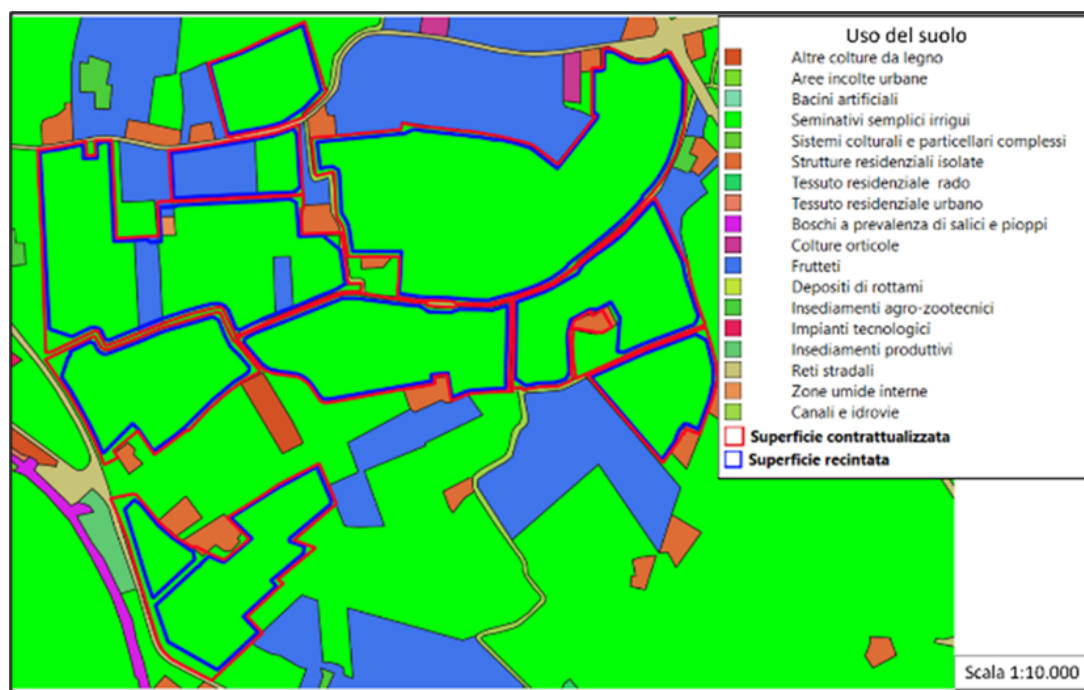 Uso del suolo
Altre colture da legno
Aree incolte urbane
Bacini artificiali
Seminativi semplici irrigui
Sistemi colturali e particellari complessi
Strutture residenziali isolate
Tessuto residenziale rado
Tessuto residenziale urbano
Boschi a prevalenza di salici e pioppi
Colture orticole
Frutteti
Depositi di rottami
Insediamenti agro-zootecnici
Impianti tecnologici
Insediamenti produttivi
Reti stradali
Zone umide interne
Canali e idrovie
Superficie contrattualizzata
Superficie recintata
Scala 1:10.000